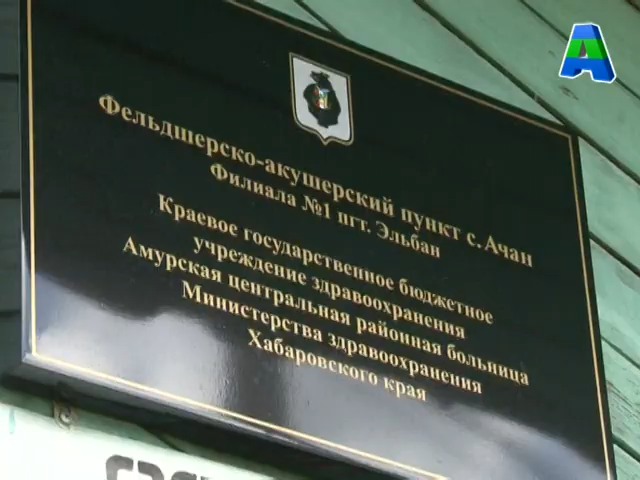 А
Фельдшерско-акушерский пункт с. Ачан
Филиала №1 пгт. Эльбан
Краевое государственное бюджетное
учреждение здравоохранения
Амурская центральная районная больница
Министерства здравоохранения
Хабаровского края